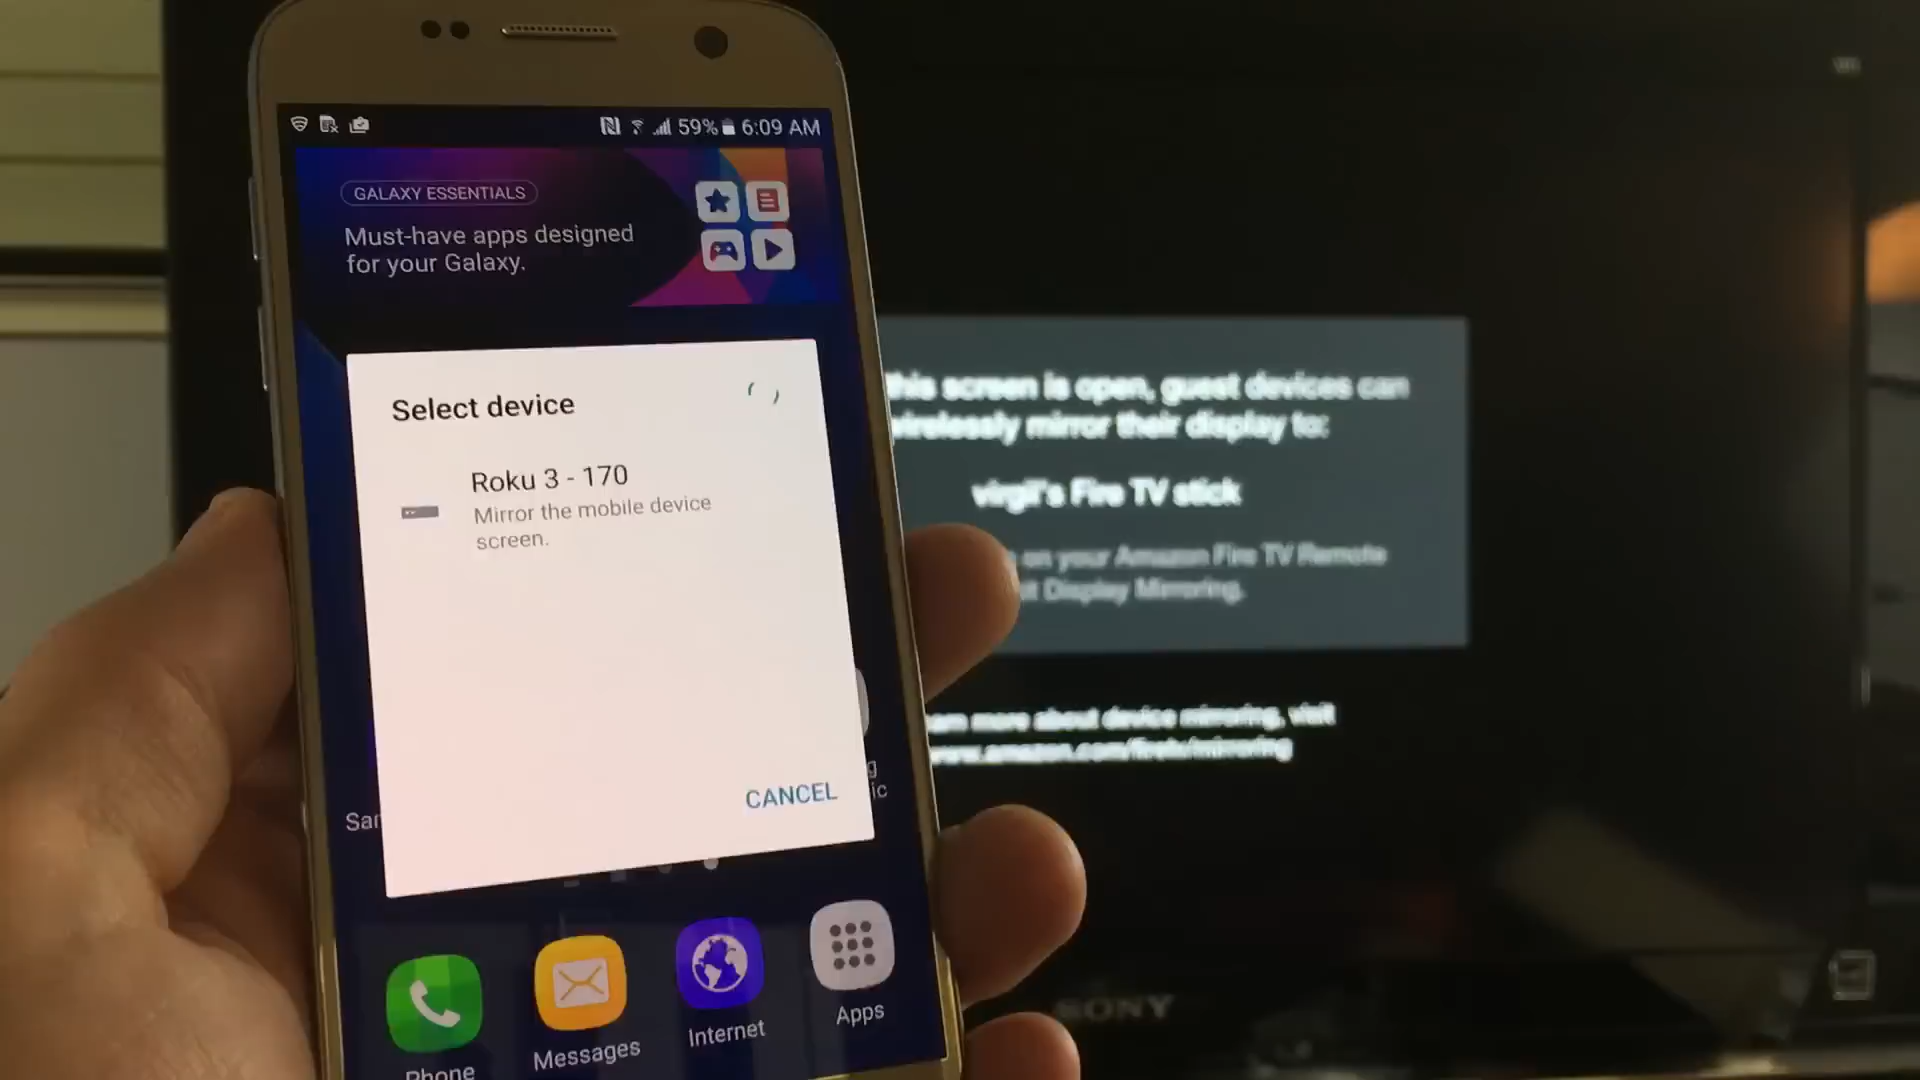 59% 6:09 AM
GALAXY ESSENTIALS
Must-have apps designed
for your Galaxy.
Select device
Roku 3 - 170
Mirror the mobile device
screen.
CANCEL
Phone
Messages
Internet
Apps
this screen is open, guest devices can
wirelessly mirror their display to:
virgil's Fire TV stick
on your Amazon Fire TV Remote
Display Mirroring.
more about device mirroring, visit
www.amazon.com/firetv/mirroring
SONY